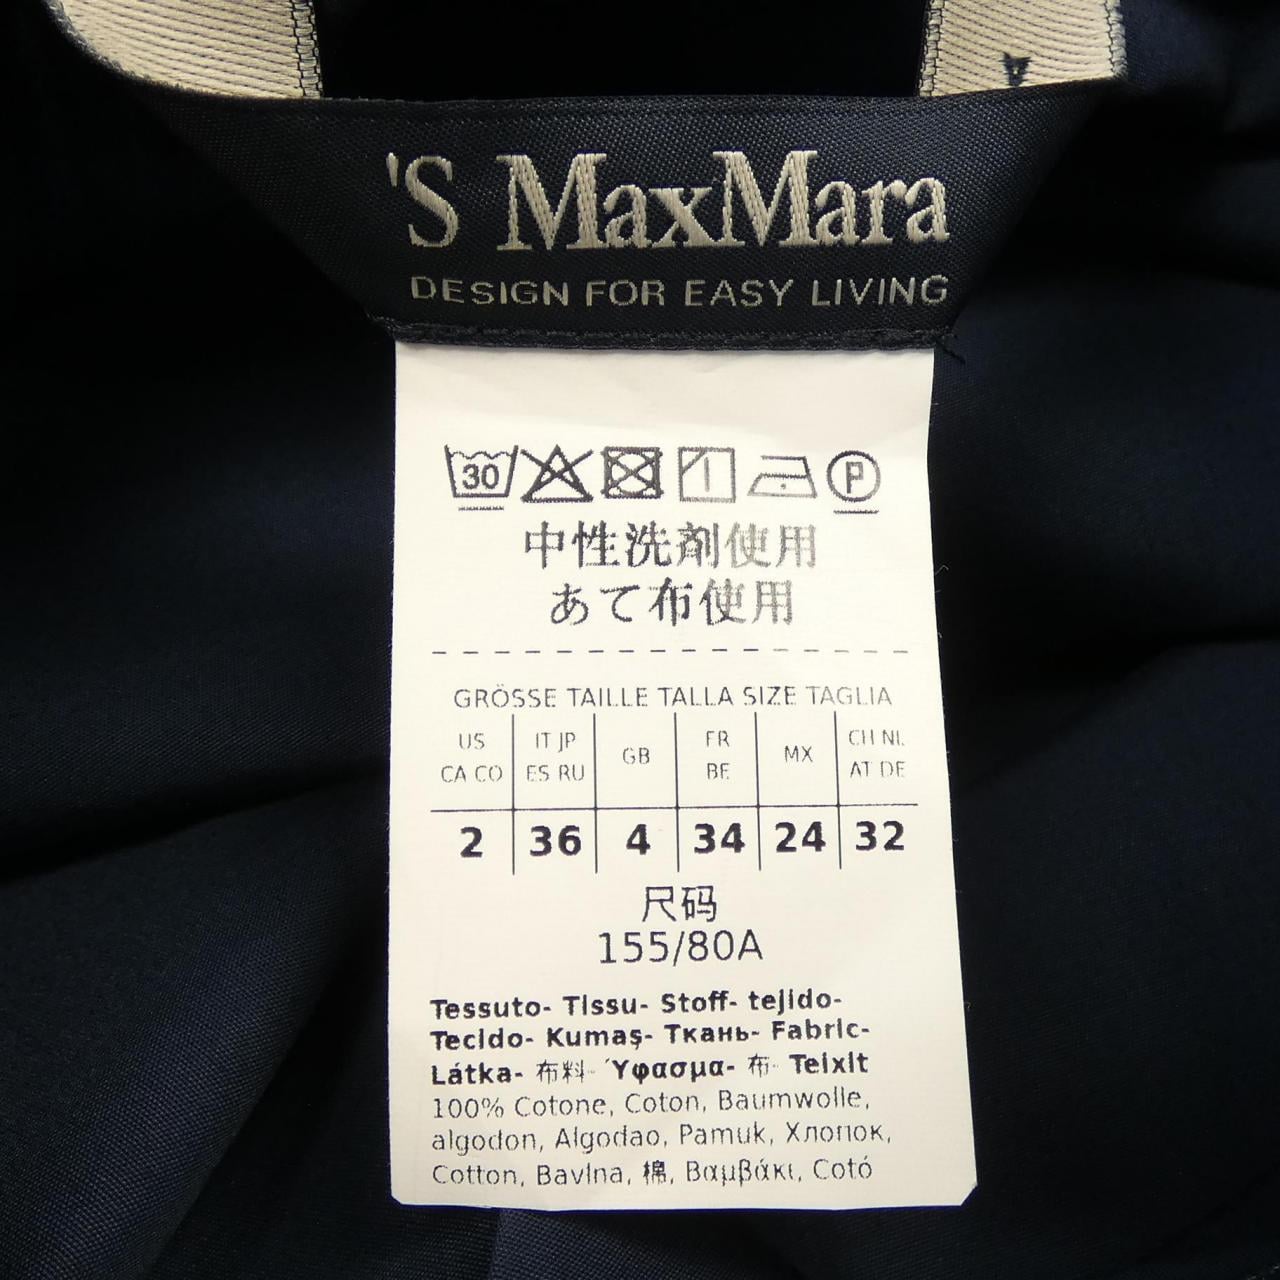 'S MaxMara
DESIGN FOR EASY LIVING
30 P
中性洗剤使用
あて布使用
GRÖSSE TAILLE TALLA SIZE TAGLIA
US IT JP GB FR MX CH NL
CA CO ES RU BE AT DE
2 36 4 34 24 32
尺码
155/80A
Tessuto- Tissu- Stoff- tejido-
Tecido- Kumaş- Ткань- Fabric-
Látka- 布料- Ύφασμα- 布- Teixit
100% Cotone, Coton, Baumwolle,
algodon, Algodao, Pamuk, Хлопок,
Cotton, Bavlna, 棉, Βαμβάκι, Cotó